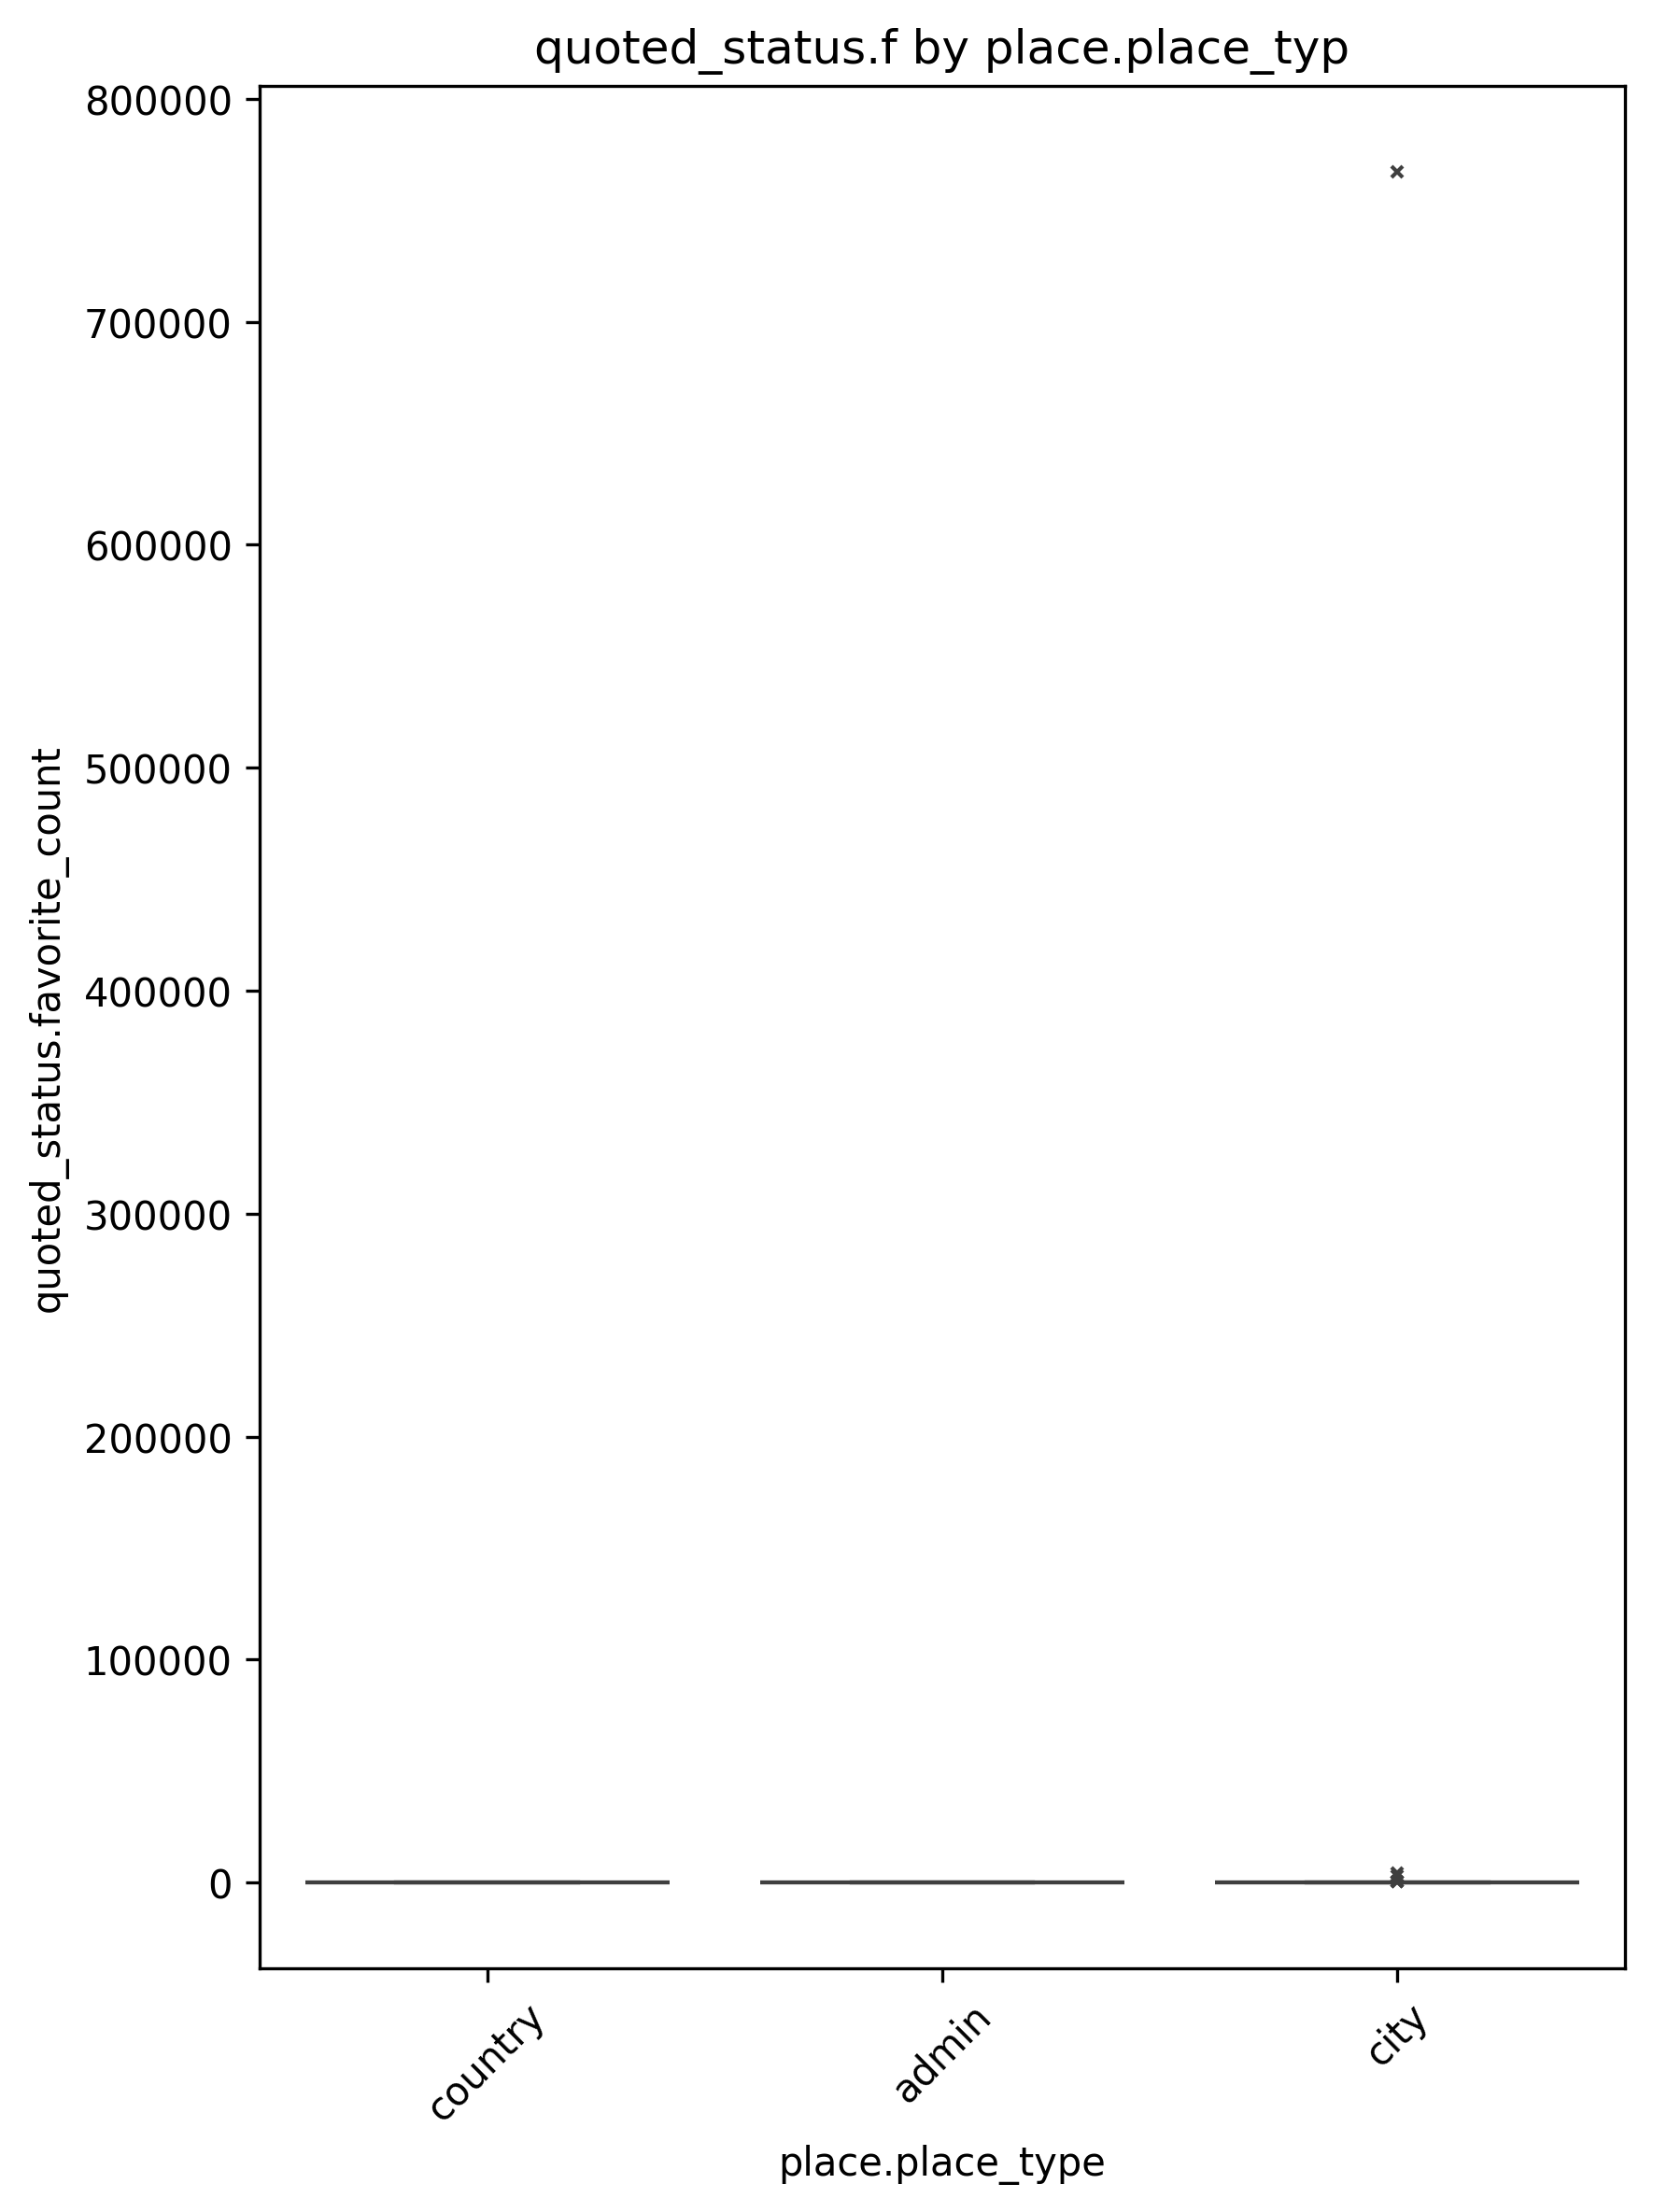 quoted_status.f by place.place_typ
800000
700000
600000
500000
400000
300000
200000
100000
0
quoted_status.favorite_count
country
admin
city
place.place_type